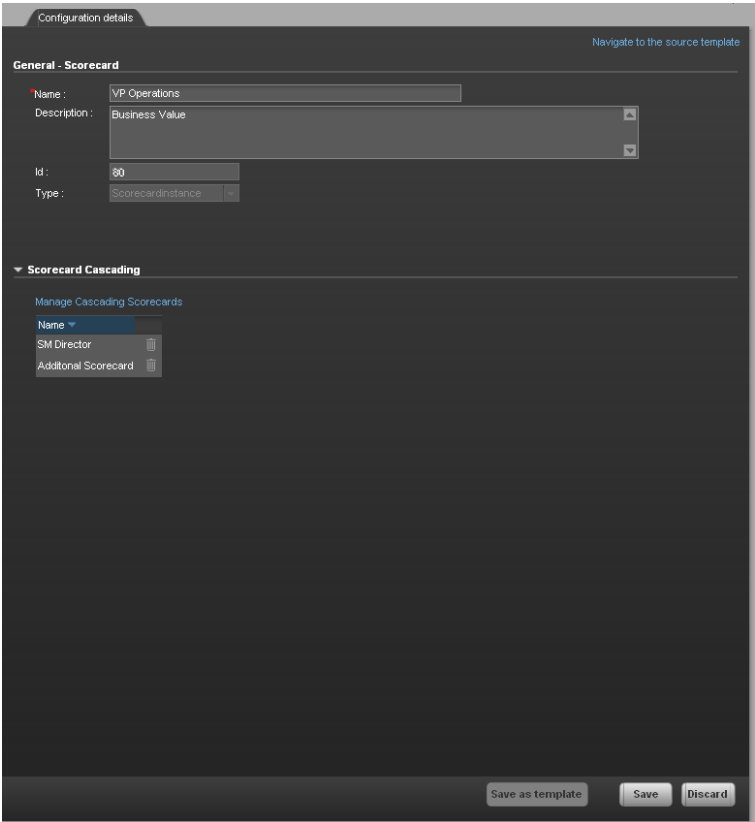 Configuration details
Navigate to the source template
General - Scorecard
*Name : VP Operations
Description : Business Value
Id : 80
Type : Scorecardinstance
Scorecard Cascading
Manage Cascading Scorecards
Name
SM Director
Additonal Scorecard
Save as template Save Discard